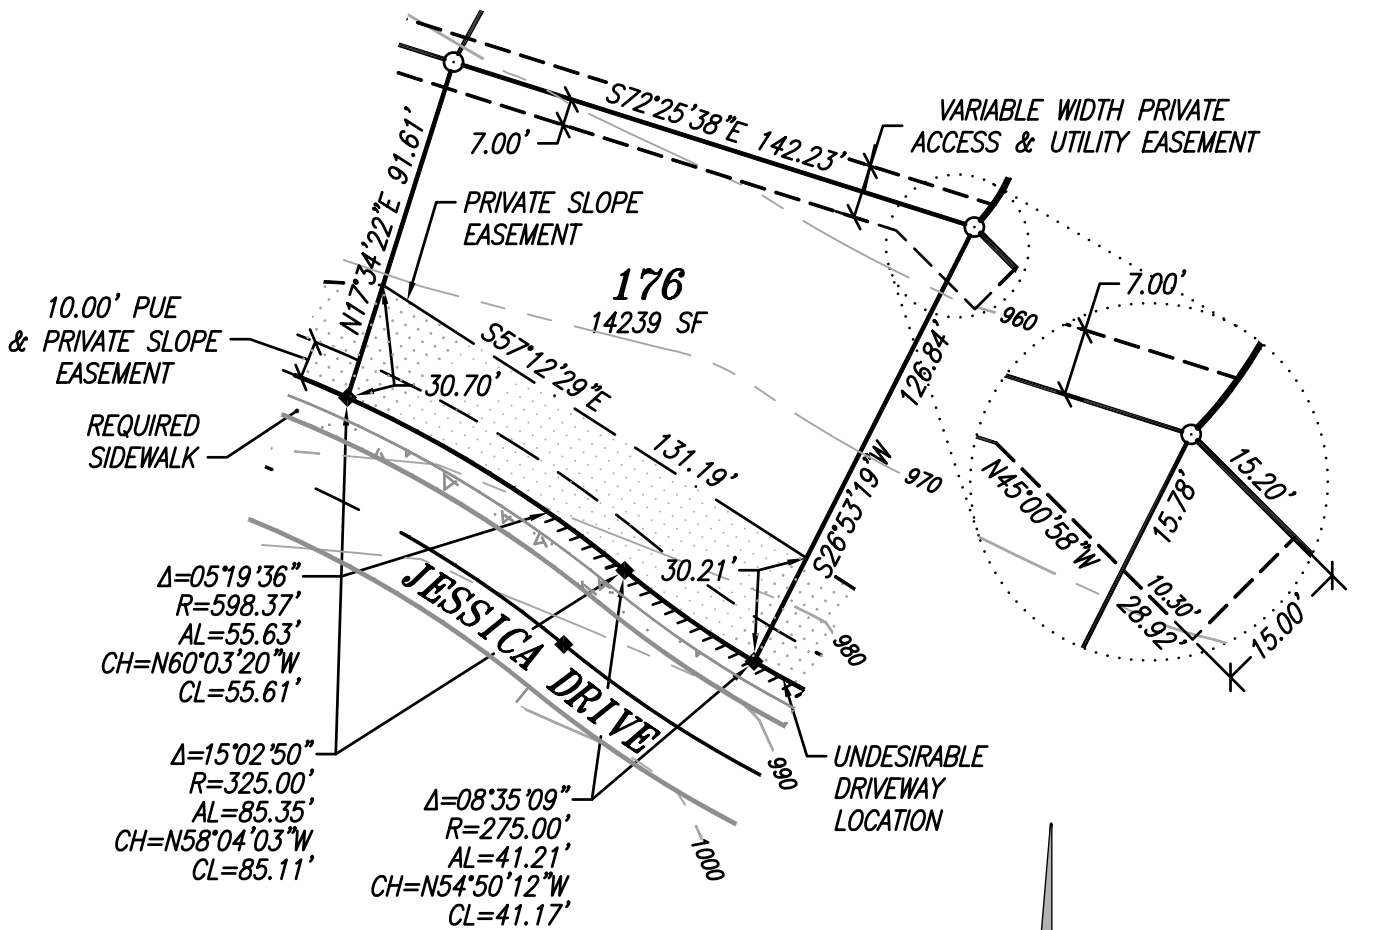 S72°25'38"E 142.23'
VARIABLE WIDTH PRIVATE
ACCESS & UTILITY EASEMENT
7.00'
N17°34'22"E 91.61'
PRIVATE SLOPE
EASEMENT
176
14239 SF
10.00' PUE
& PRIVATE SLOPE
EASEMENT
30.70'
S57°12'29"E 131.19'
126.84'
S26°53'19"W
960
970
7.00'
15.20'
15.78'
N45°00'58"W
10.30'
28.92'
15.00'
REQUIRED
SIDEWALK
30.21'
980
JESSICA DRIVE
Δ=05°19'36"
R=598.37'
AL=55.63'
CH=N60°03'20"W
CL=55.61'
Δ=15°02'50"
R=325.00'
AL=85.35'
CH=N58°04'03"W
CL=85.11'
Δ=08°35'09"
R=275.00'
AL=41.21'
CH=N54°50'12"W
CL=41.17'
990
UNDESIRABLE
DRIVEWAY
LOCATION
1000